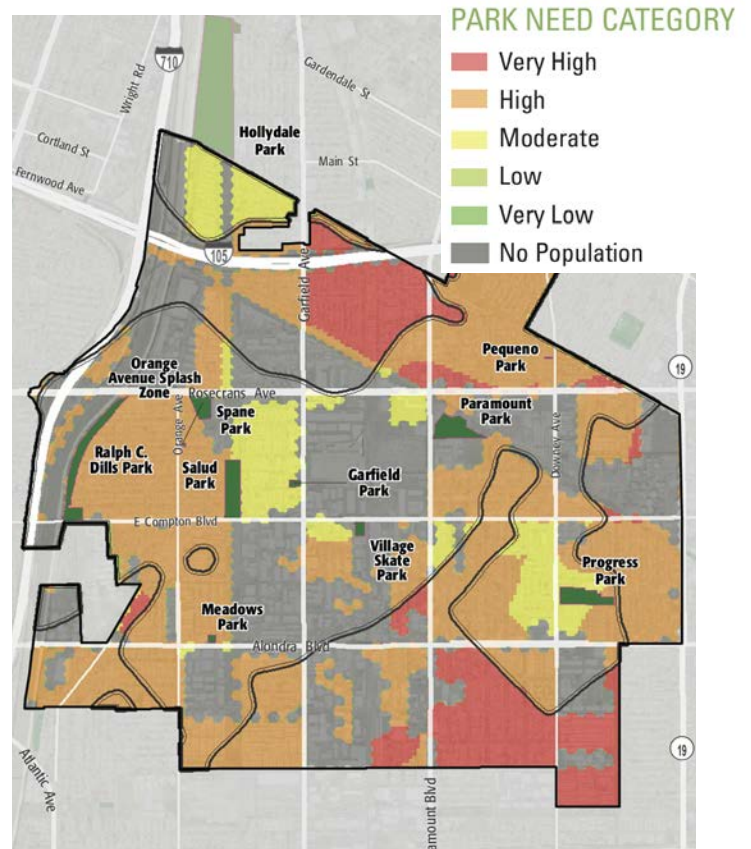 PARK NEED CATEGORY
Very High
High
Moderate
Low
Very Low
No Population
710
Wright Rd
Gardendale St
Cortland St
Hollydale
Park
Main St
Fernwood Ave
105
Garfield Ave
Pequeno
Park
19
Orange
Avenue Splash
Zone
Rosecrans Ave
Orange Ave
Spane
Park
Paramount
Park
Downey Ave
Ralph C.
Dills Park
Salud
Park
Garfield
Park
E Compton Blvd
Village
Skate
Park
Progress
Park
Meadows
Park
Alondra Blvd
19
Atlantic Ave
amount Blvd